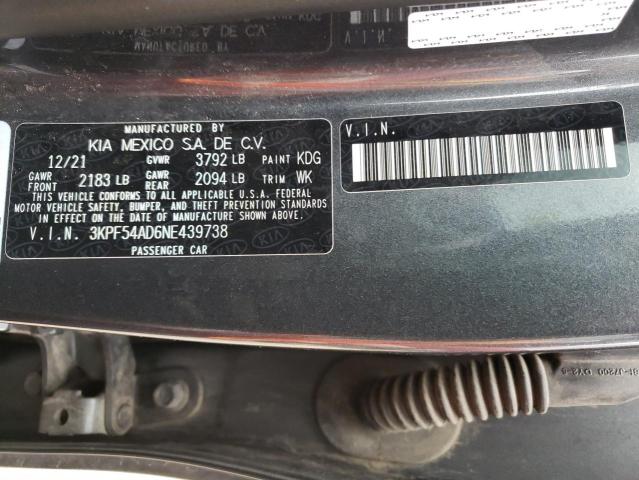 MANUFACTURED BY
KIA MEXICO S.A. DE C.V.
12/21 GVWR 3792 LB PAINT KDG
GAWR FRONT 2183 LB GAWR REAR 2094 LB TRIM WK
THIS VEHICLE CONFORMS TO ALL APPLICABLE U.S.A. FEDERAL
MOTOR VEHICLE SAFETY, BUMPER, AND THEFT PREVENTION STANDARDS
IN EFFECT ON THE DATE OF MANUFACTURE SHOWN ABOVE.
V.I.N. 3KPF54AD6NE439738
PASSENGER CAR
V.I.N.